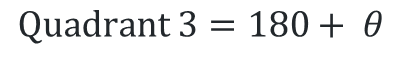 Quadrant 3 = 180 + θ